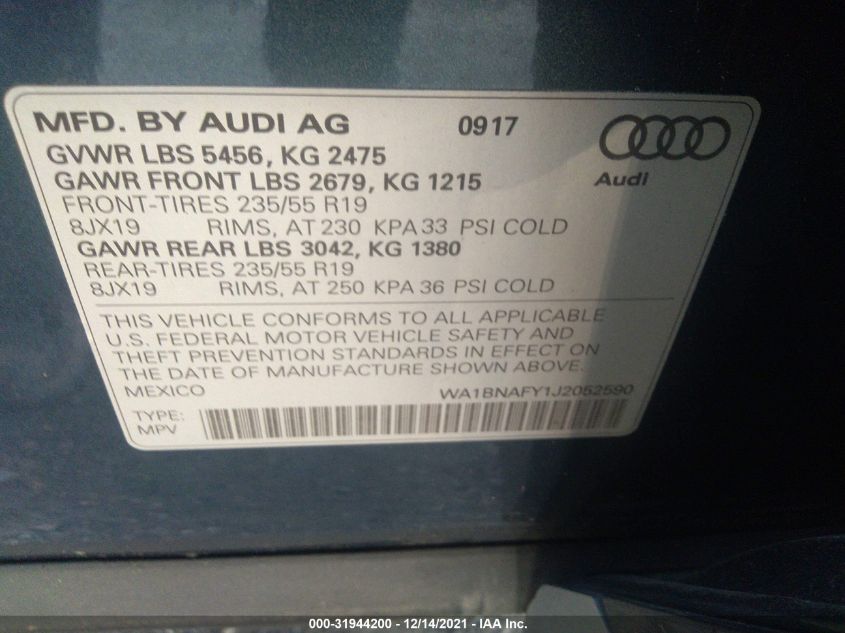 MFD. BY AUDI AG 0917
GVWR LBS 5456, KG 2475
Audi
GAWR FRONT LBS 2679, KG 1215
FRONT-TIRES 235/55 R19
8JX19 RIMS, AT 230 KPA 33 PSI COLD
GAWR REAR LBS 3042, KG 1380
REAR-TIRES 235/55 R19
8JX19 RIMS, AT 250 KPA 36 PSI COLD
THIS VEHICLE CONFORMS TO ALL APPLICABLE
U.S. FEDERAL MOTOR VEHICLE SAFETY AND
THEFT PREVENTION STANDARDS IN EFFECT ON
THE DATE OF MANUFACTURE SHOWN ABOVE.
MEXICO WA1BNAFY1J2052590
TYPE:
MPV
000-31944200 - 12/14/2021 - IAA Inc.